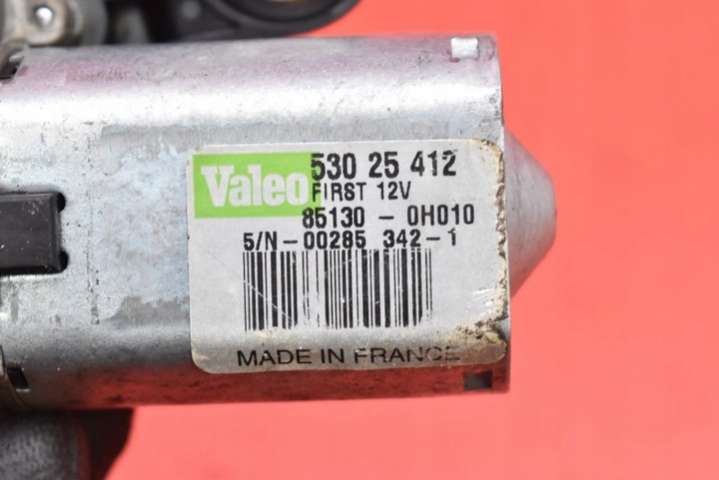 Valeo 530 25 412
FIRST 12V
85130 - 0H010
S/N-00285 342-1
MADE IN FRANCE